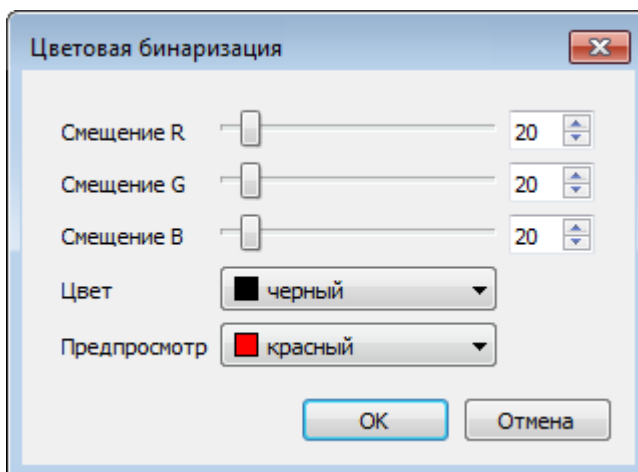 Цветовая бинаризация
Смещение R 20
Смещение G 20
Смещение B 20
Цвет черный
Предпросмотр красный
OK Отмена